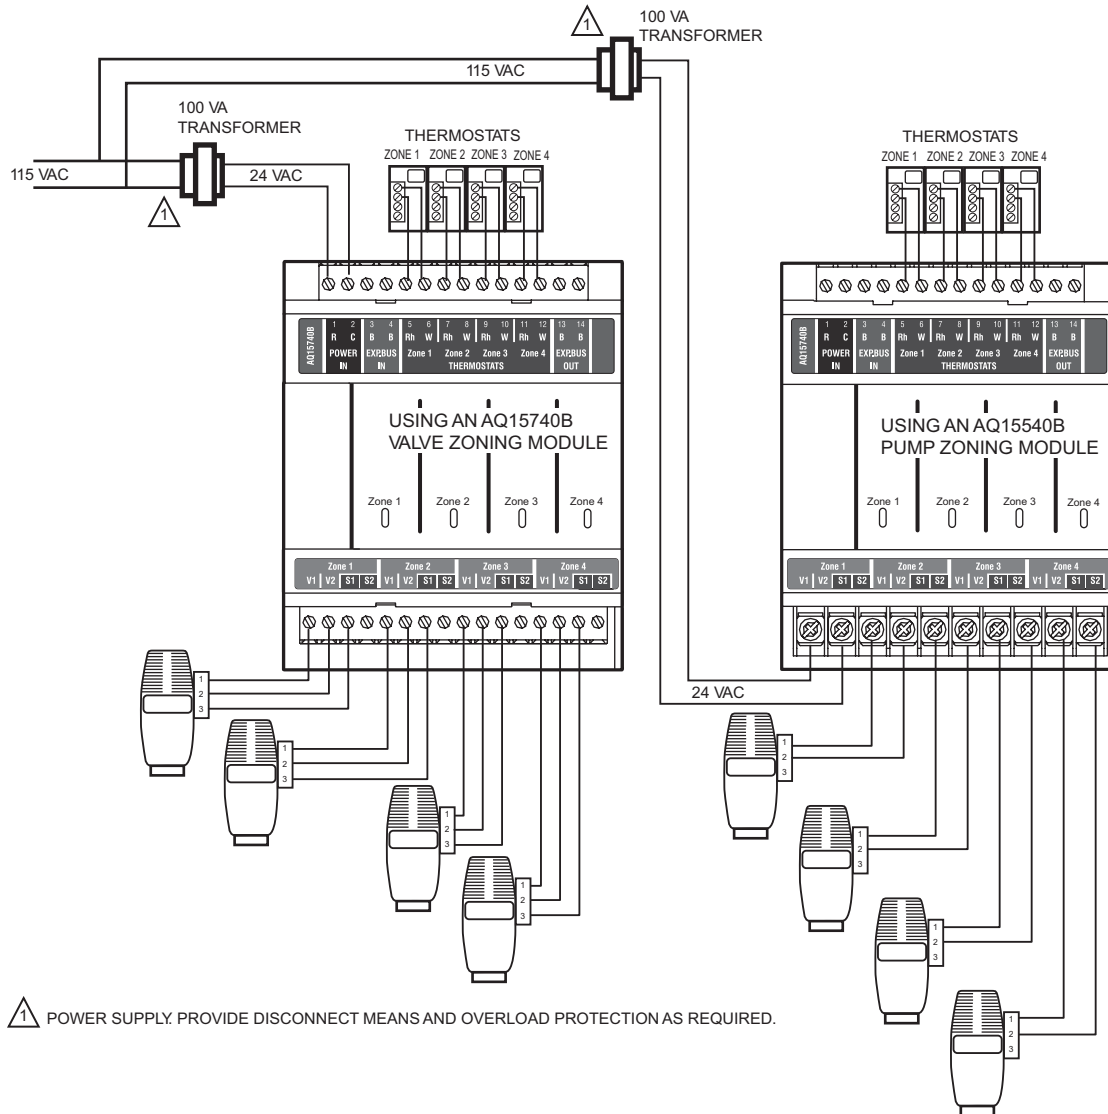 1
100 VA
TRANSFORMER
115 VAC
100 VA
TRANSFORMER
115 VAC
24 VAC
1
THERMOSTATS
ZONE 1 ZONE 2 ZONE 3 ZONE 4
THERMOSTATS
ZONE 1 ZONE 2 ZONE 3 ZONE 4
AQ15740B
1 2 3 4 5 6 7 8 9 10 11 12 13 14
R C B B Rh W Rh W Rh W Rh W B B
POWER EXP.BUS Zone 1 Zone 2 Zone 3 Zone 4 EXP.BUS
IN IN THERMOSTATS OUT
USING AN AQ15740B
VALVE ZONING MODULE
Zone 1 Zone 2 Zone 3 Zone 4
Zone 1 Zone 2 Zone 3 Zone 4
V1 V2 S1 S2 V1 V2 S1 S2 V1 V2 S1 S2 V1 V2 S1 S2
AQ15740B
1 2 3 4 5 6 7 8 9 10 11 12 13 14
R C B B Rh W Rh W Rh W Rh W B B
POWER EXP.BUS Zone 1 Zone 2 Zone 3 Zone 4 EXP.BUS
IN IN THERMOSTATS OUT
USING AN AQ15540B
PUMP ZONING MODULE
Zone 1 Zone 2 Zone 3 Zone 4
Zone 1 Zone 2 Zone 3 Zone 4
V1 V2 S1 S2 V1 V2 S1 S2 V1 V2 S1 S2 V1 V2 S1 S2
24 VAC
1
2
3
1
2
3
1
2
3
1
2
3
1
2
3
1
2
3
1
2
3
1
2
3
1 POWER SUPPLY. PROVIDE DISCONNECT MEANS AND OVERLOAD PROTECTION AS REQUIRED.